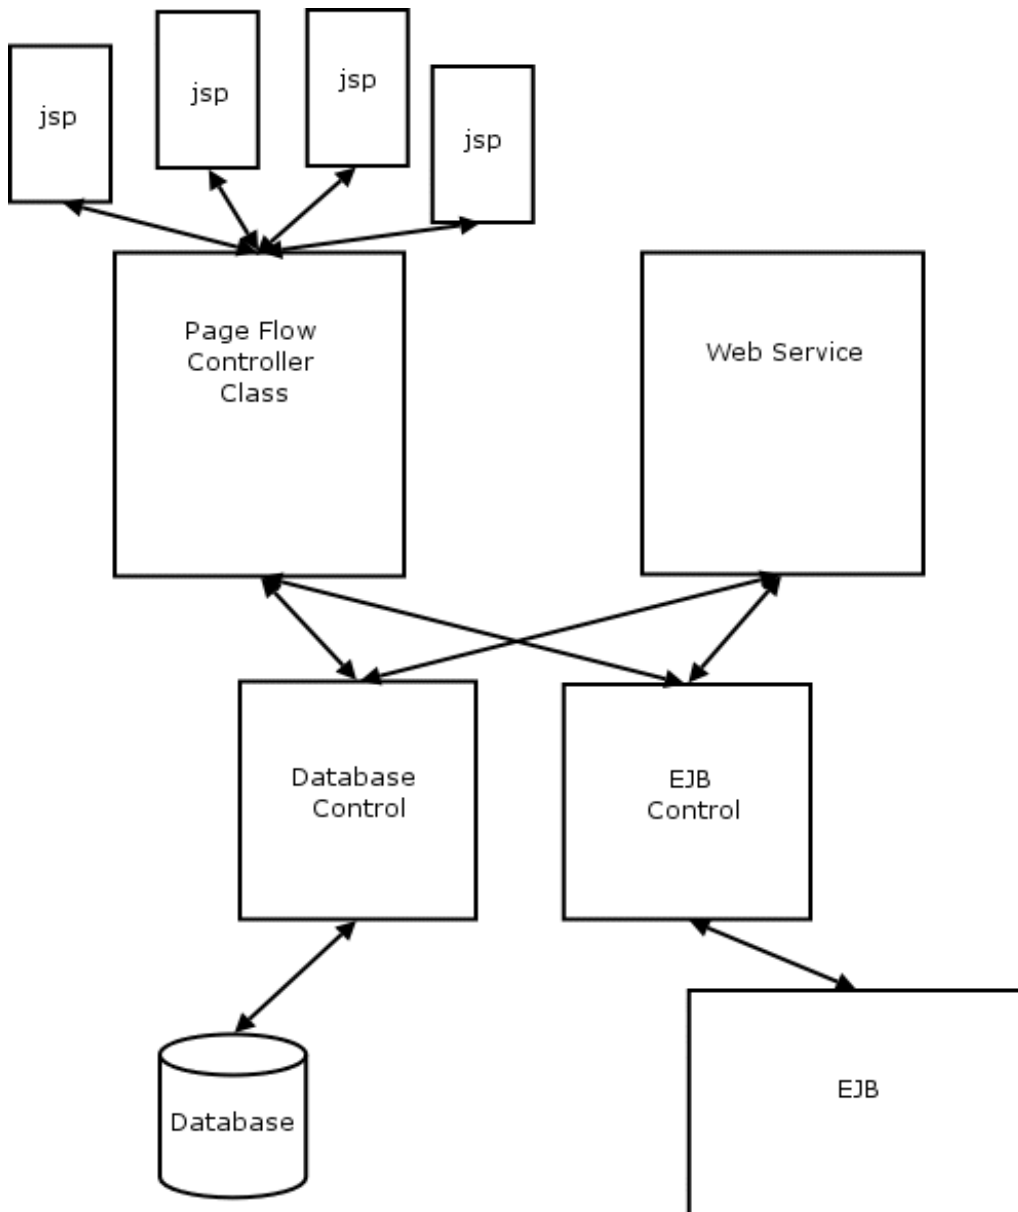 jsp
jsp
jsp
jsp
Page Flow
Controller
Class
Web Service
Database
Control
EJB
Control
Database
EJB